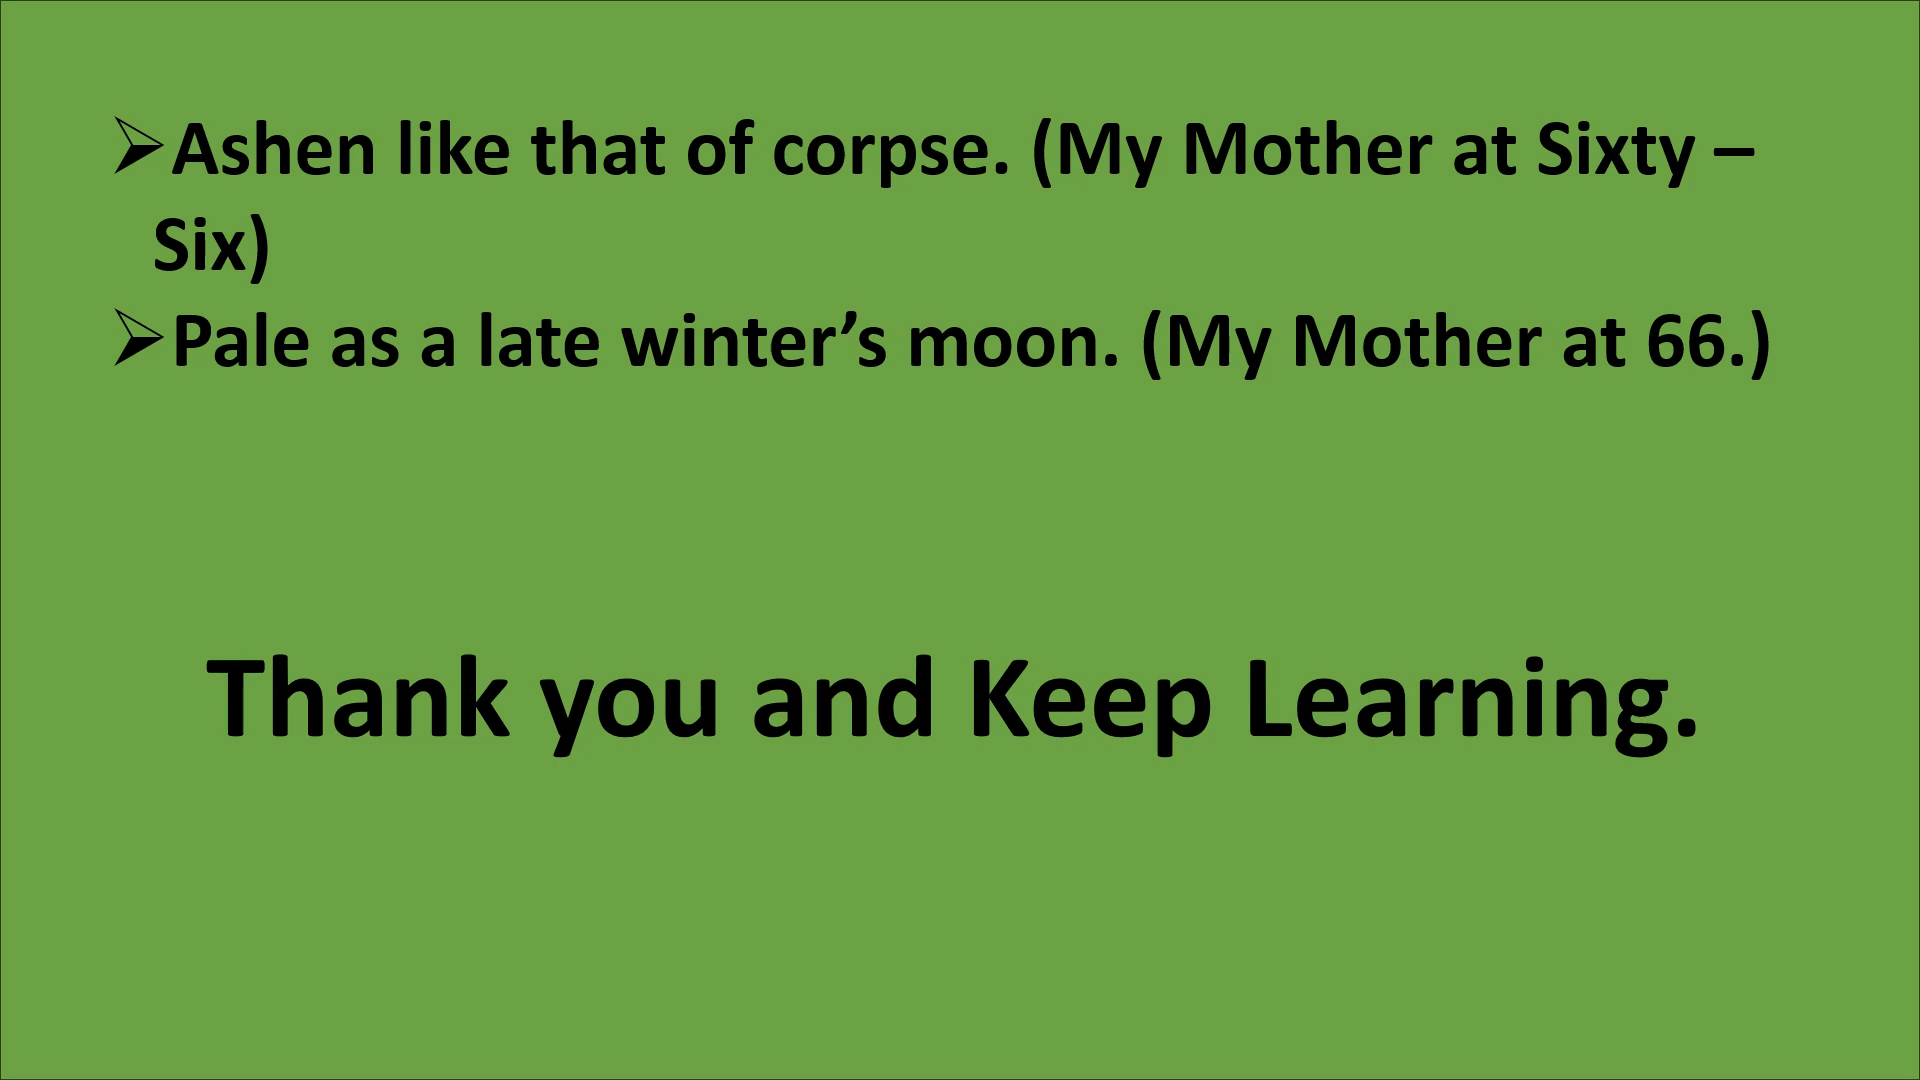 ➢Ashen like that of corpse. (My Mother at Sixty –
Six)
➢Pale as a late winter’s moon. (My Mother at 66.)
Thank you and Keep Learning.